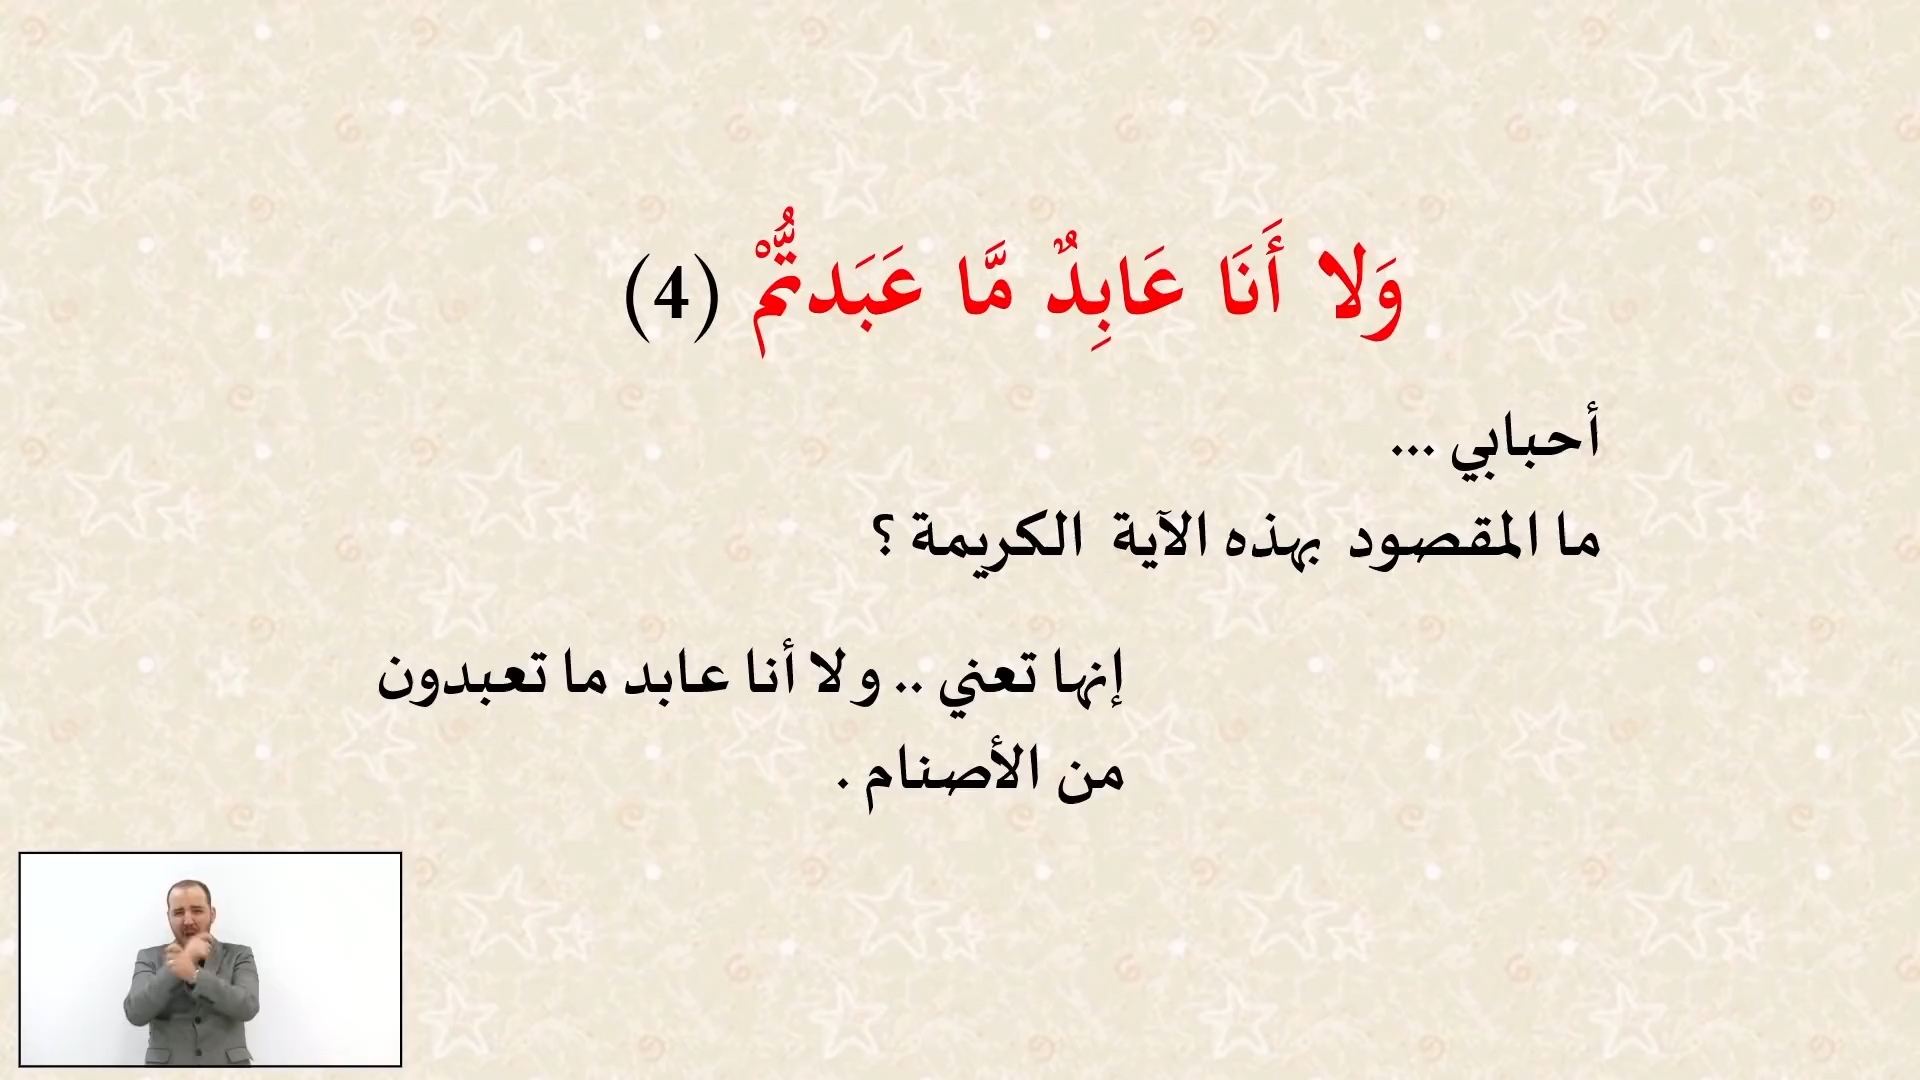 وَلا أَنَا عَابِدٌ مَّا عَبَدتُّمْ (4)
أحبابي ...
ما المقصود بهذه الآية الكريمة ؟
إنها تعني .. ولا أنا عابد ما تعبدون
من الأصنام .